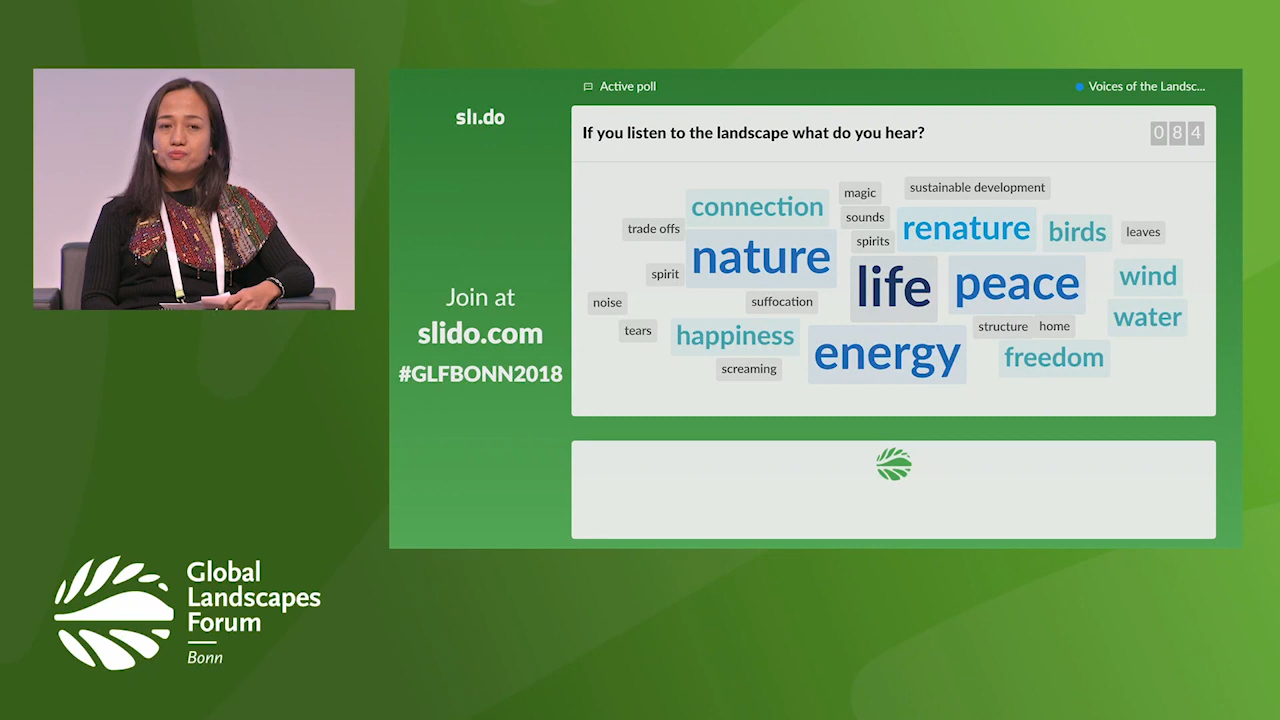 Active poll
Voices of the Landsc...
sli.do
If you listen to the landscape what do you hear?
084
magic
sustainable development
connection
sounds
renature
birds
leaves
trade offs
spirits
nature
life
peace
wind
spirit
noise
suffocation
water
tears
happiness
structure
home
energy
freedom
screaming
Join at
slido.com
#GLFBONN2018
Global
Landscapes
Forum
Bonn